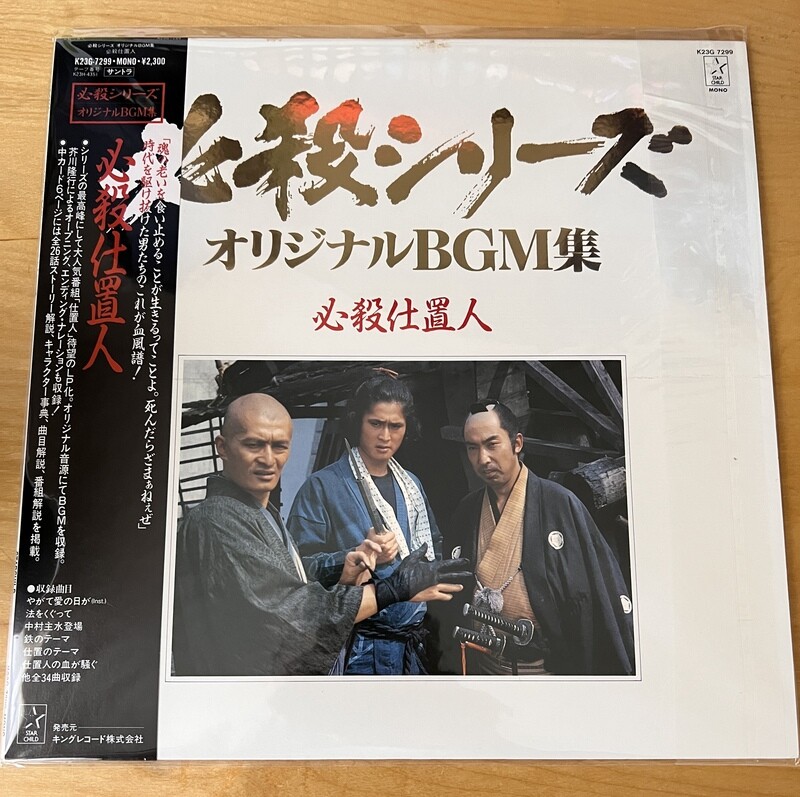 必殺シリーズ オリジナルBGM集
必殺仕置人
K23G-7299・MONO・¥2,300
テープ番号
K23H-4351
サントラ
必殺シリーズ
オリジナルBGM集
必殺仕置人
「魂の老いを食い止めることが生きるってことよ。死んだらざまぁねぇぜ」
時代を駆け抜けた男たちのこれが血風譜!
●シリーズの最高峰にして大人気番組、「仕置人」待望のLP化。オリジナル音源にてBGMを収録。
芥川隆行によるオープニング、エンディング・ナレーションも収録!
●中カード6ページには全26話ストーリー解説、キャラクター事典、曲目解説、番組解説を掲載。
●収録曲目
やがて愛の日が(Inst.)
法をくぐって
中村主水登場
鉄のテーマ
仕置のテーマ
仕置人の血が騒ぐ
他全34曲収録
STAR
CHILD
発売元
キングレコード株式会社
K23G 7299
STAR
CHILD
MONO
必殺シリーズ
オリジナルBGM集
必殺仕置人